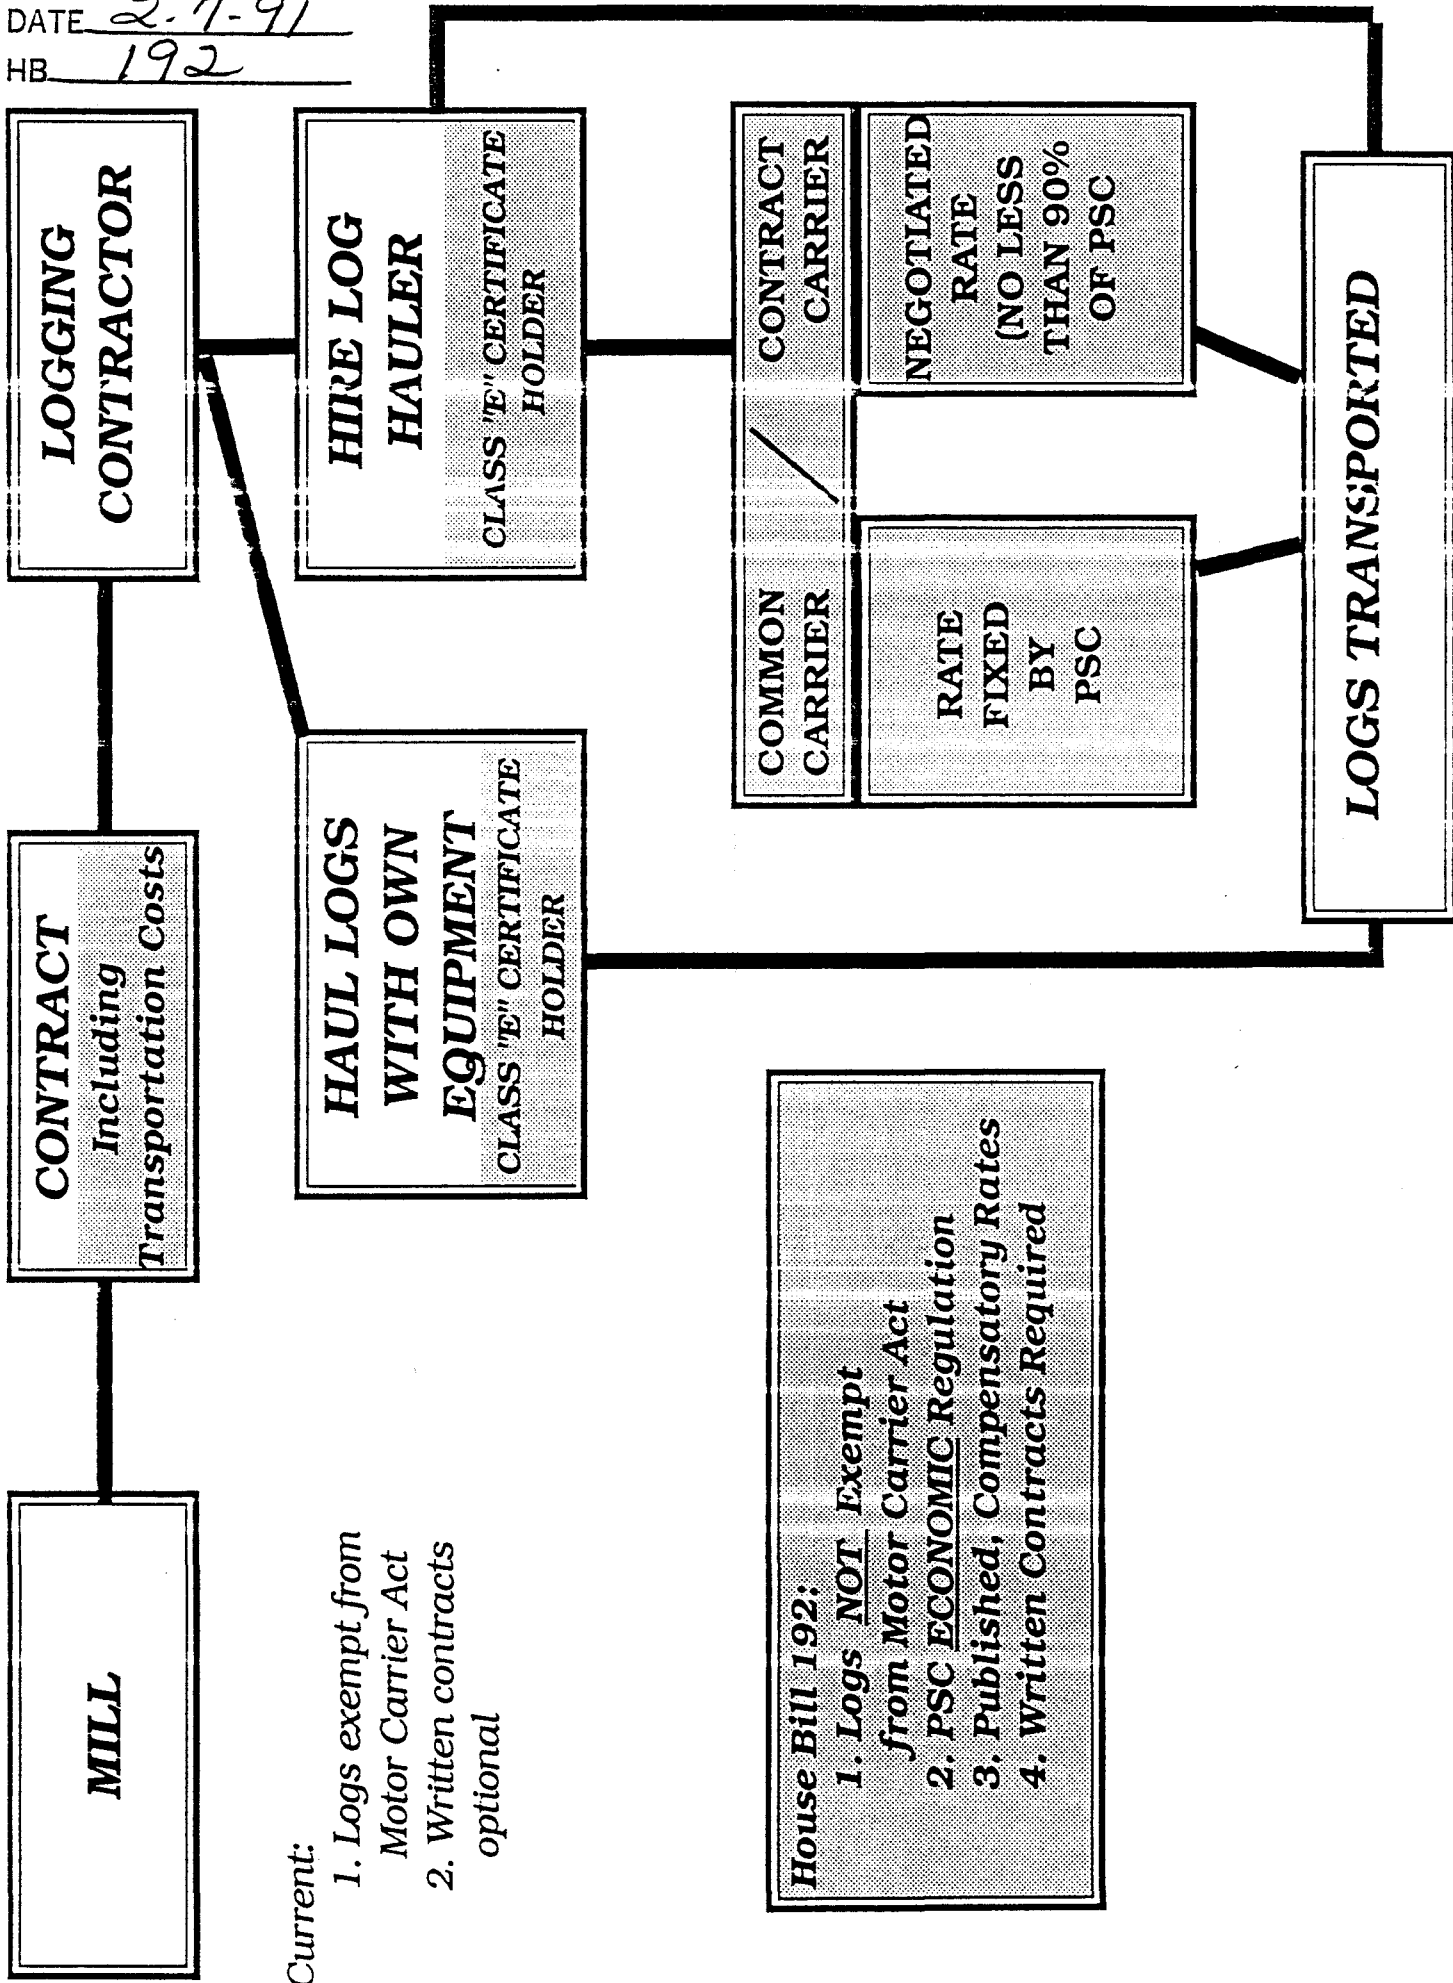 DATE 2-7-91
HB 192
MILL
CONTRACT
Including
Transportation Costs
LOGGING
CONTRACTOR
Current:
1. Logs exempt from
Motor Carrier Act
2. Written contracts
optional
HAUL LOGS
WITH OWN
EQUIPMENT
CLASS "E" CERTIFICATE
HOLDER
HIRE LOG
HAULER
CLASS "E" CERTIFICATE
HOLDER
House Bill 192:
1. Logs NOT Exempt
from Motor Carrier Act
2. PSC ECONOMIC Regulation
3. Published, Compensatory Rates
4. Written Contracts Required
COMMON
CARRIER
/
CONTRACT
CARRIER
RATE
FIXED
BY
PSC
NEGOTIATED
RATE
(NO LESS
THAN 90%
OF PSC
LOGS TRANSPORTED